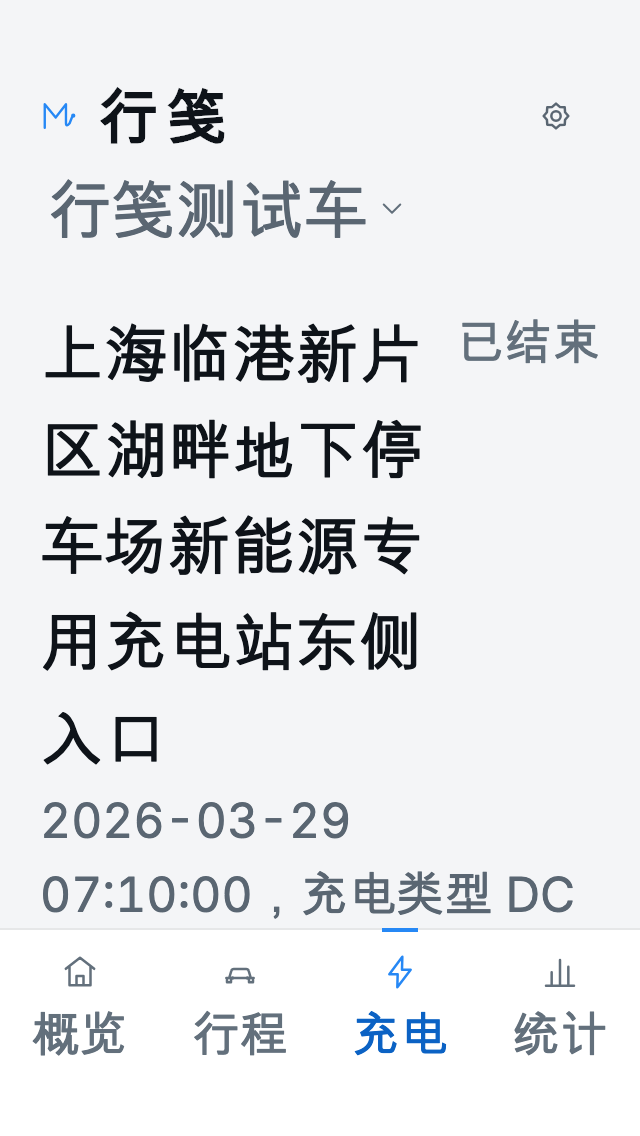 行笺
行笺测试车
上海临港新片
已结束
区湖畔地下停
车场新能源专
用充电站东侧
入口
2026-03-29
07:10:00，充电类型 DC
概览 行程 充电 统计